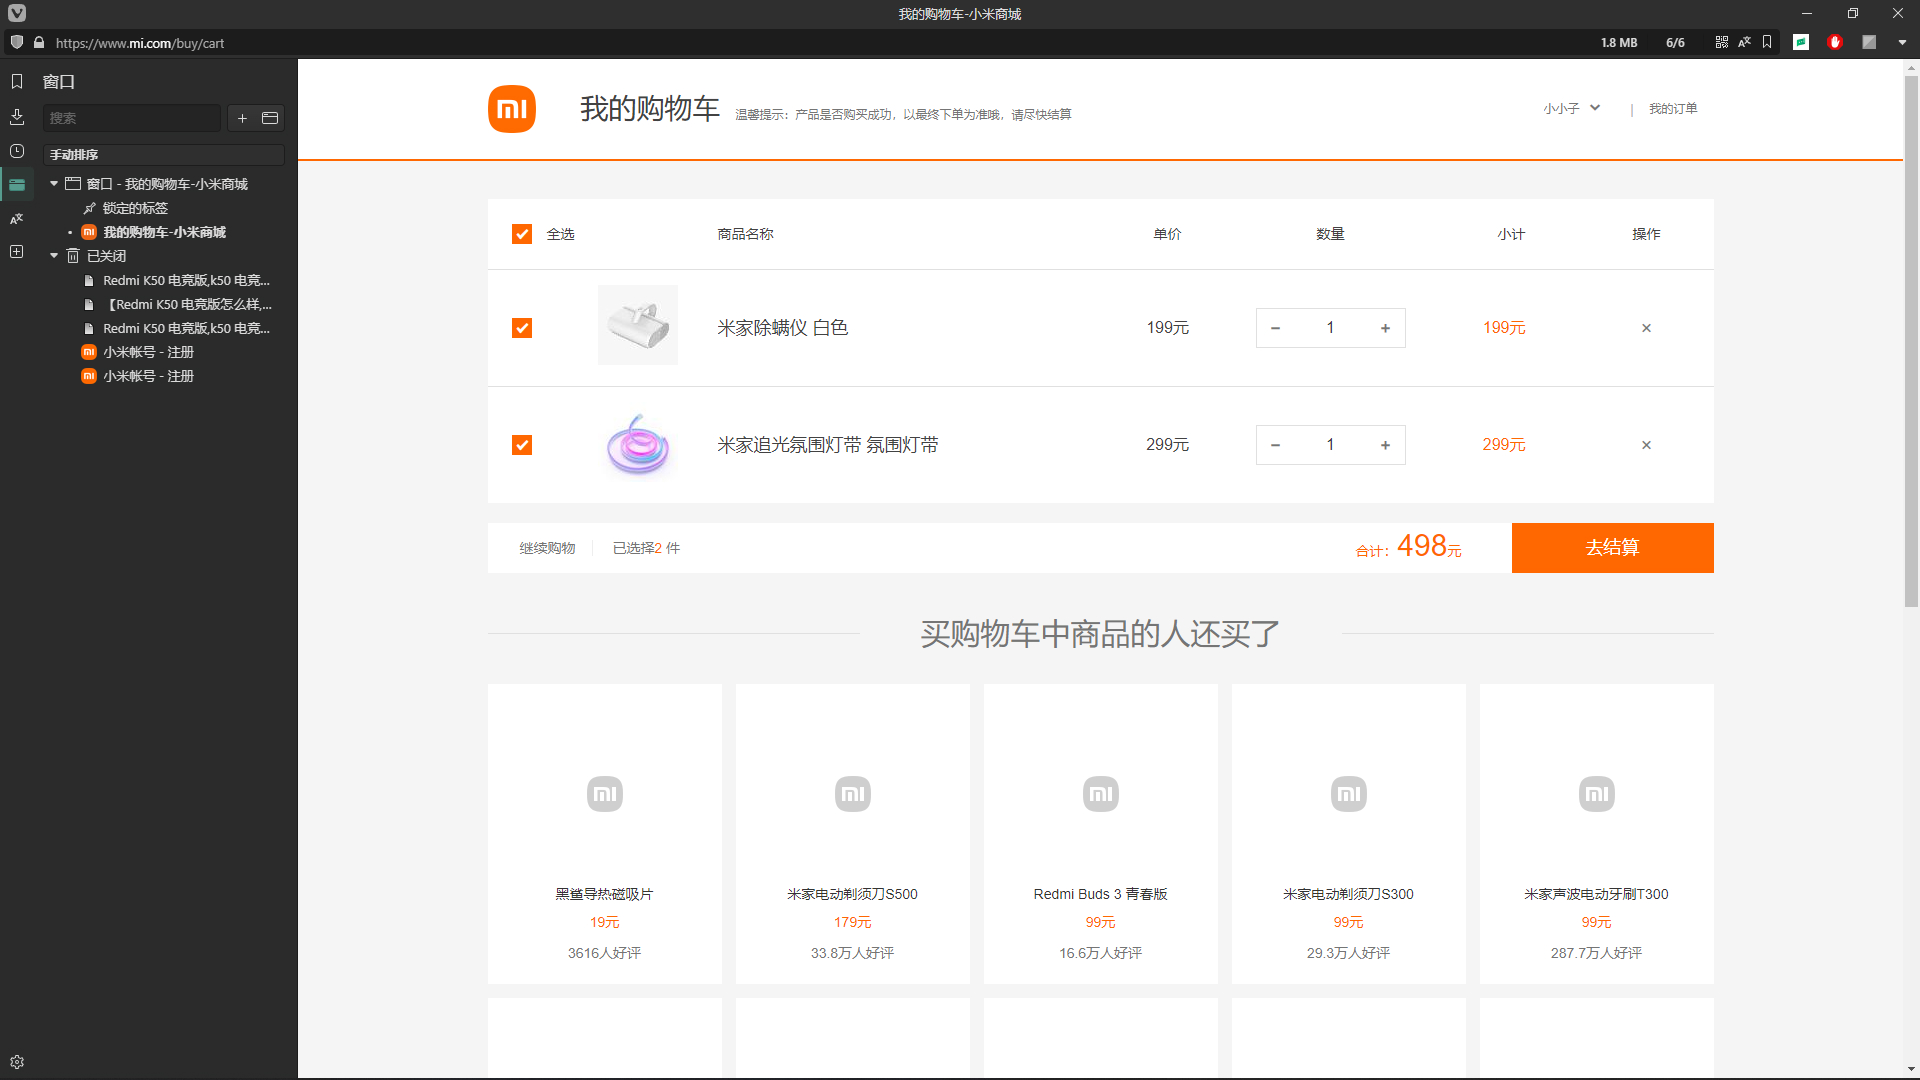 我的购物车-小米商城
https://www.mi.com/buy/cart
1.8 MB
6/6
窗口
搜索
手动排序
窗口 - 我的购物车-小米商城
锁定的标签
我的购物车-小米商城
已关闭
Redmi K50 电竞版,k50 电竞...
【Redmi K50 电竞版怎么样,...
Redmi K50 电竞版,k50 电竞...
小米帐号 - 注册
小米帐号 - 注册
我的购物车 温馨提示：产品是否购买成功，以最终下单为准哦，请尽快结算
小小子 | 我的订单
全选 商品名称 单价 数量 小计 操作
米家除螨仪 白色 199元 − 1 + 199元 ×
米家追光氛围灯带 氛围灯带 299元 − 1 + 299元 ×
继续购物 已选择2 件 合计：498元 去结算
买购物车中商品的人还买了
黑鲨导热磁吸片
19元
3616人好评
米家电动剃须刀S500
179元
33.8万人好评
Redmi Buds 3 青春版
99元
16.6万人好评
米家电动剃须刀S300
99元
29.3万人好评
米家声波电动牙刷T300
99元
287.7万人好评